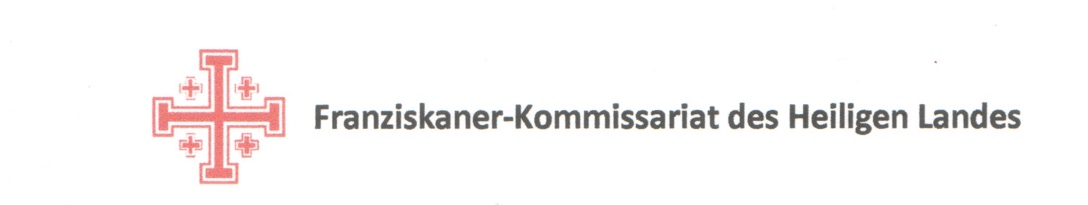 Franziskaner-Kommissariat des Heiligen Landes